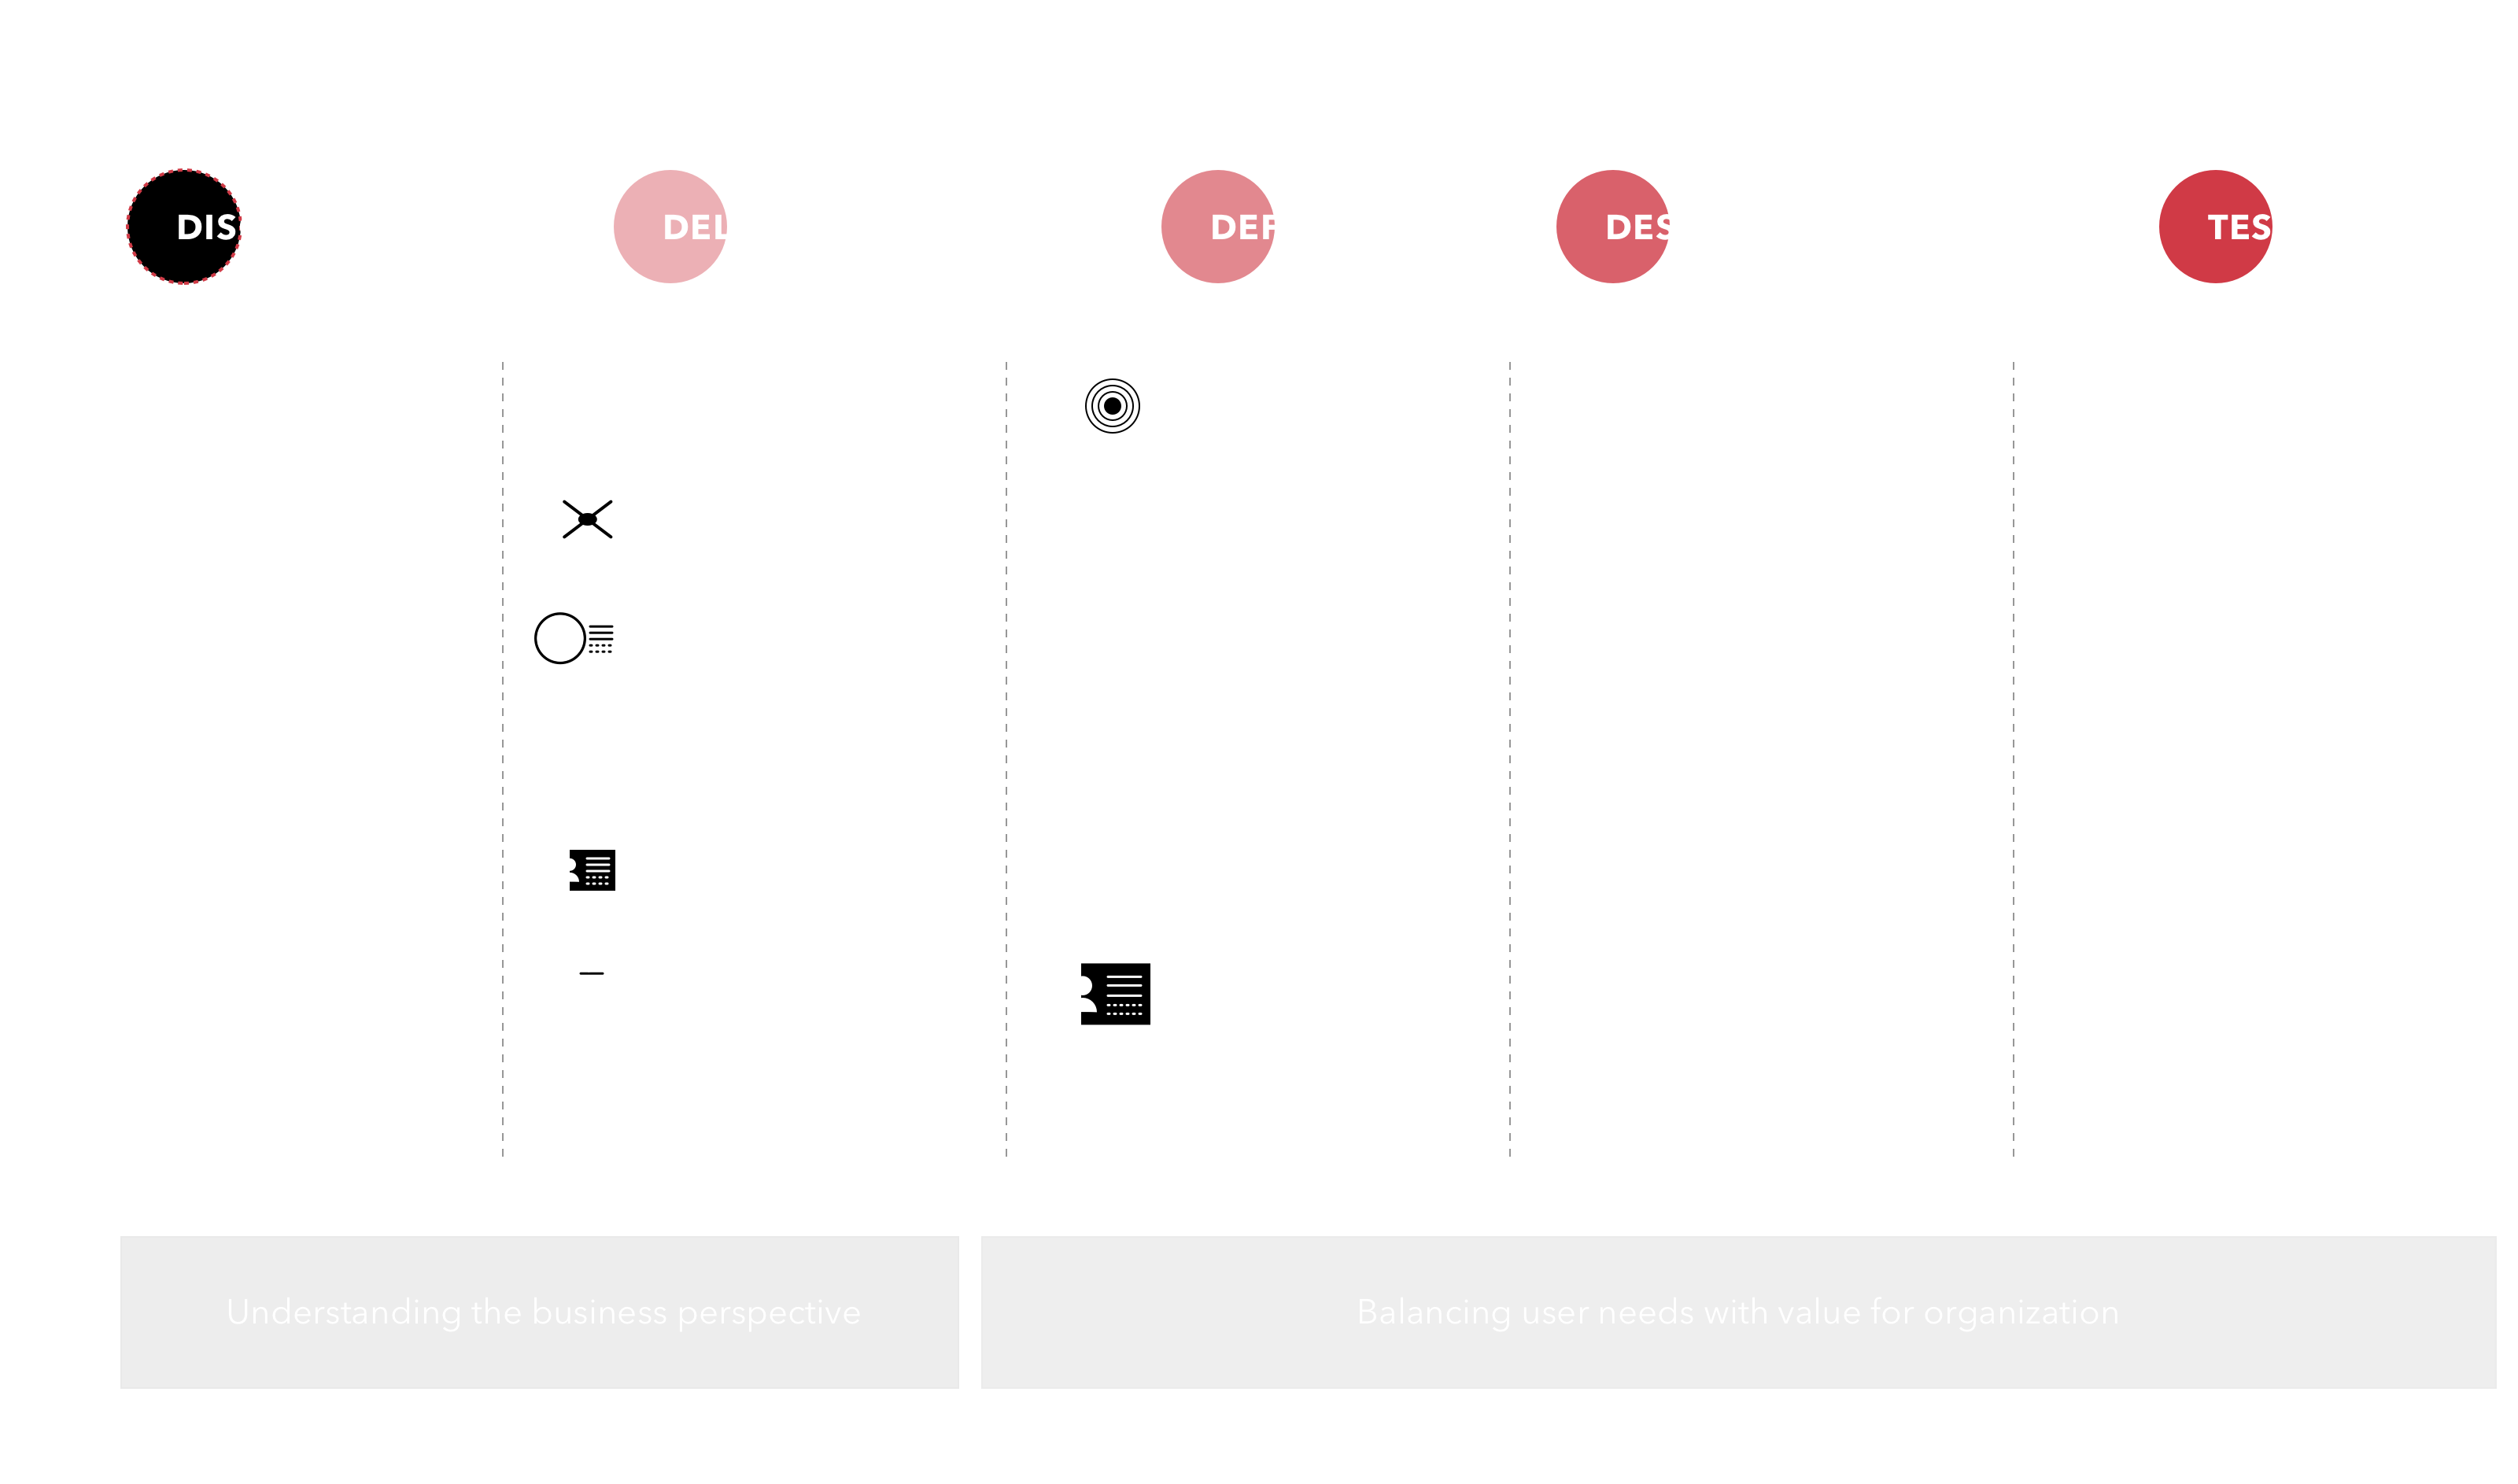 DIS
DEL
DEF
DES
TES
Understanding the business perspective
Balancing user needs with value for organization